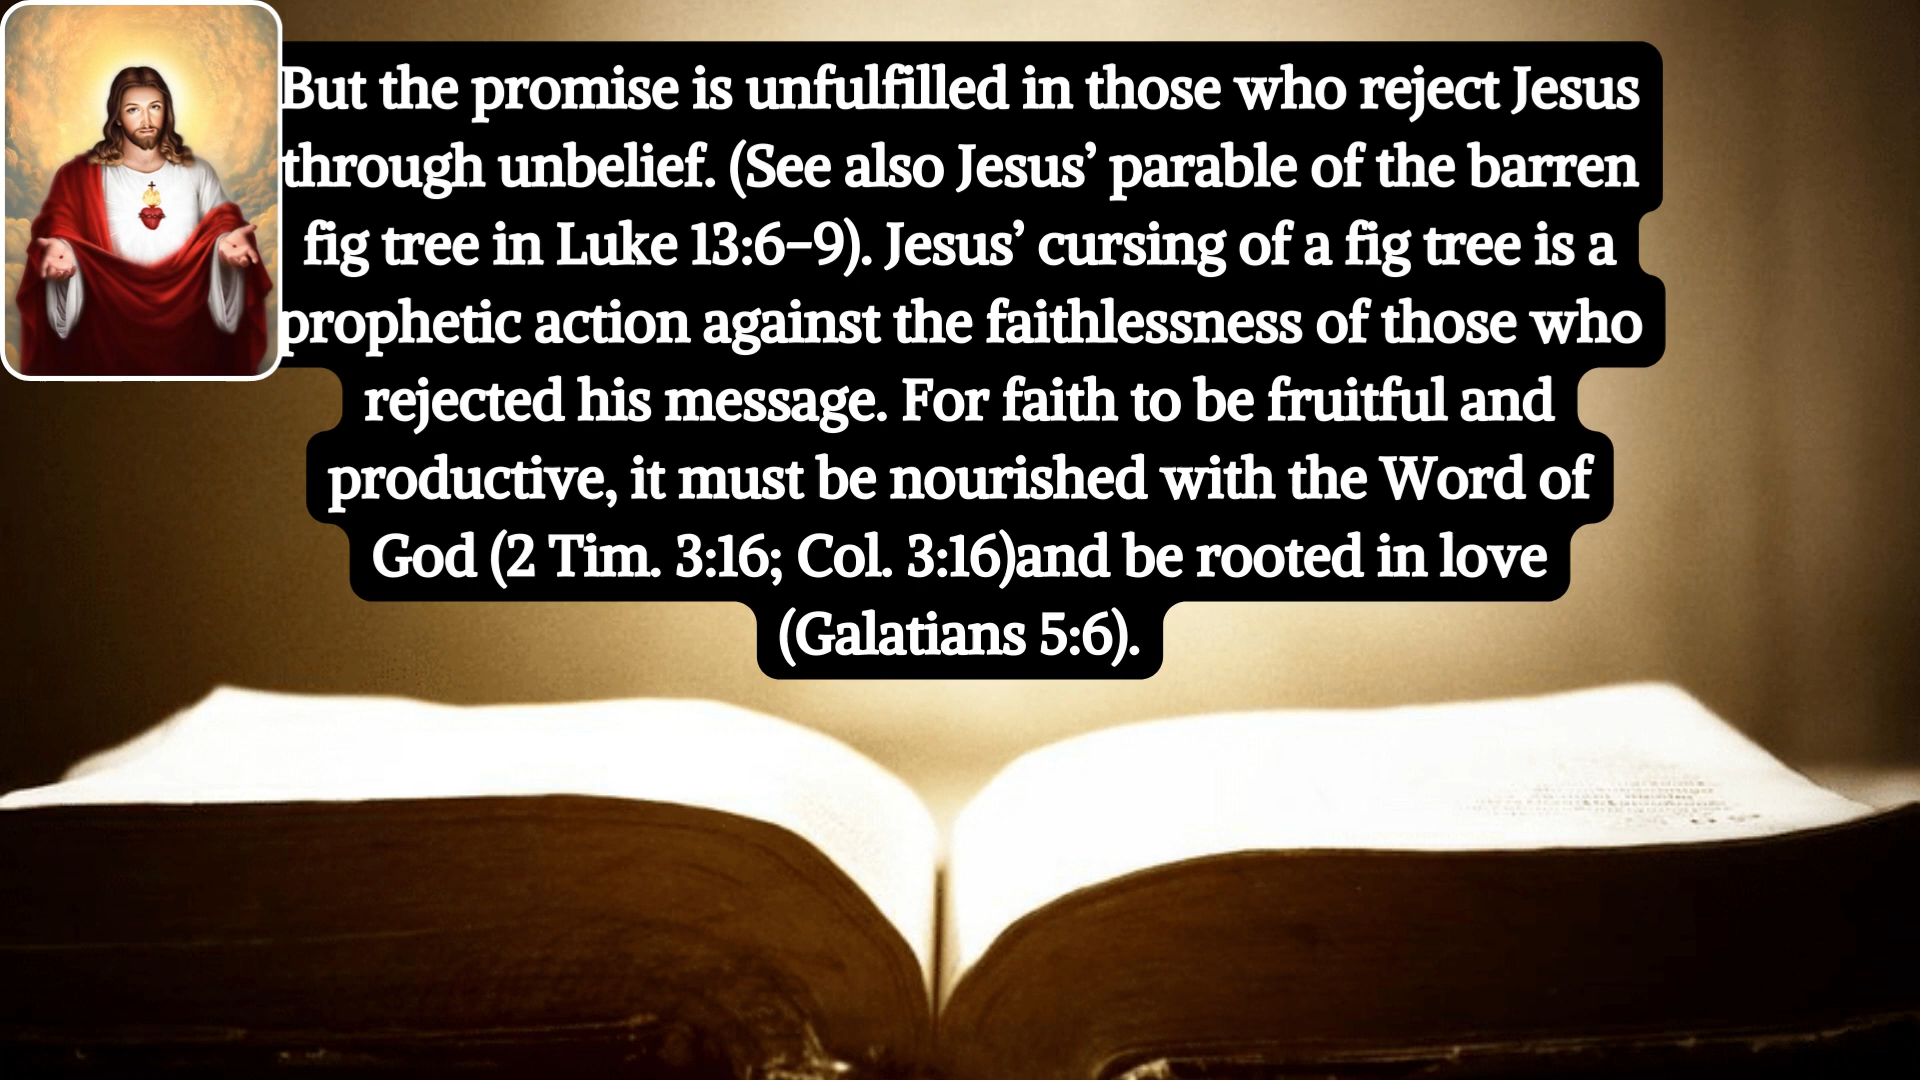 But the promise is unfulfilled in those who reject Jesus
through unbelief. (See also Jesus’ parable of the barren
fig tree in Luke 13:6–9). Jesus’ cursing of a fig tree is a
prophetic action against the faithlessness of those who
rejected his message. For faith to be fruitful and
productive, it must be nourished with the Word of
God (2 Tim. 3:16; Col. 3:16)and be rooted in love
(Galatians 5:6).